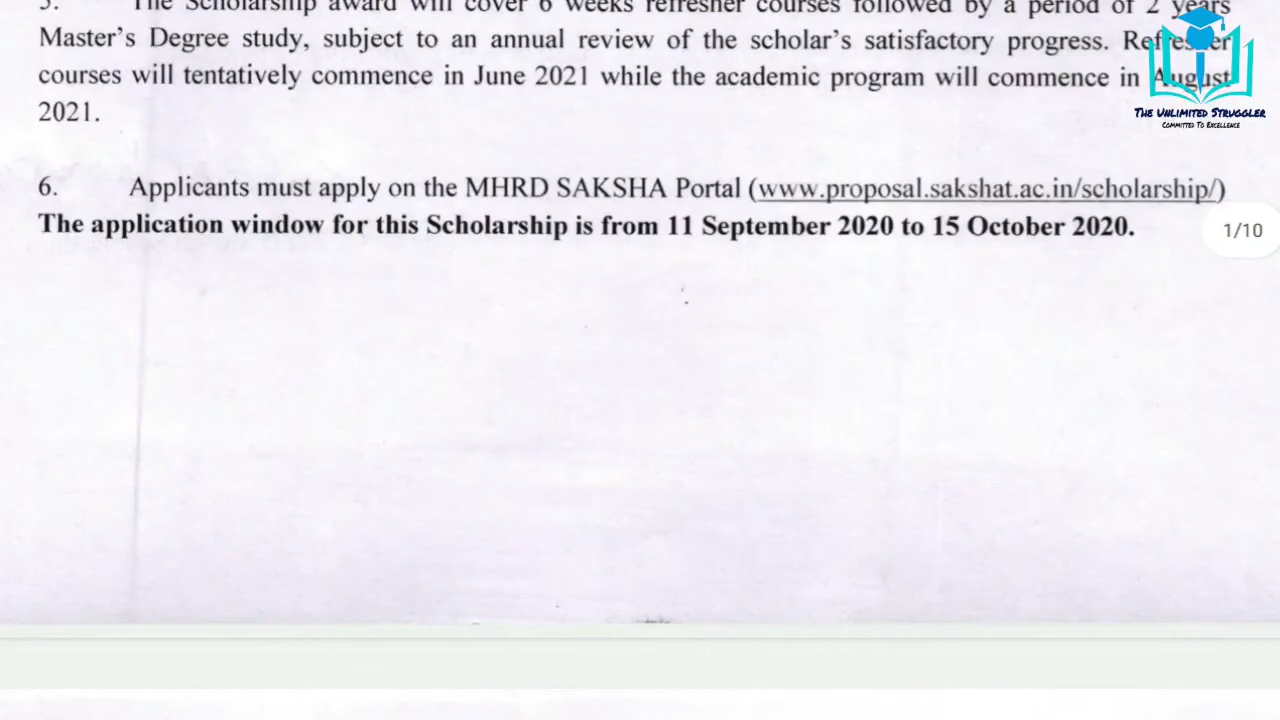 5. The Scholarship award will cover 6 weeks refresher courses followed by a period of 2 years
Master's Degree study, subject to an annual review of the scholar's satisfactory progress. Refresher
courses will tentatively commence in June 2021 while the academic program will commence in August
2021.
THE UNLIMITED STRUGGLER
COMMITTED TO EXCELLENCE
6. Applicants must apply on the MHRD SAKSHA Portal (www.proposal.sakshat.ac.in/scholarship/)
The application window for this Scholarship is from 11 September 2020 to 15 October 2020.
1/10